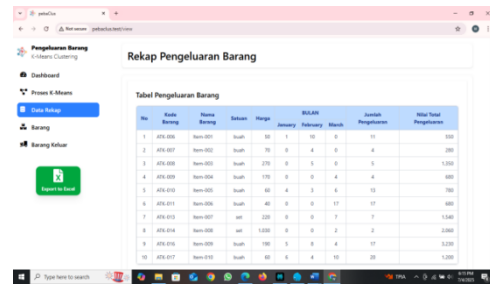 pebaclus
Not secure pebaclus.test/
Pengeluaran Barang
K-Means Clustering
Dashboard
Proses K-Means
Data Rekap
Barang
Barang Keluar
Export to Excel
Rekap Pengeluaran Barang
Tabel Pengeluaran Barang
No Kode Barang Nama Barang Satuan Harga BULAN Jumlah Pengeluaran Nilai Total Pengeluaran
January February March
1 ATK-006 Item-001 buah 50 1 10 0 11 550
2 ATK-007 Item-002 buah 70 0 4 0 4 280
3 ATK-008 Item-003 buah 270 0 5 0 5 1.350
4 ATK-009 Item-004 buah 170 0 0 4 4 680
5 ATK-010 Item-005 buah 60 4 3 6 13 780
6 ATK-011 Item-006 buah 40 0 0 17 17 680
7 ATK-013 Item-007 set 220 0 0 7 7 1.540
8 ATK-014 Item-008 set 1.030 0 0 2 2 2.060
9 ATK-016 Item-009 buah 190 5 8 4 17 3.230
10 ATK-017 Item-010 buah 60 6 4 10 20 1.200
Type here to search